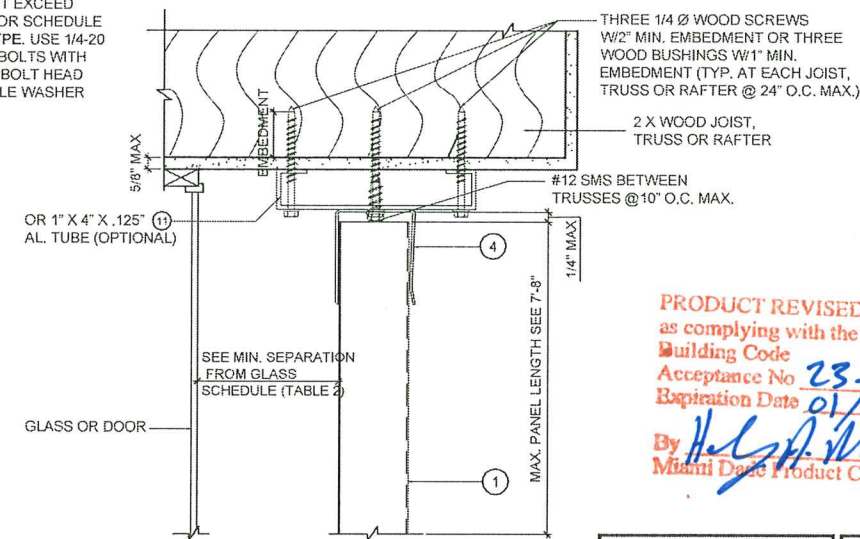 T EXCEED
OR SCHEDULE
YPE. USE 1/4-20
BOLTS WITH
BOLT HEAD
LE WASHER
THREE 1/4 Ø WOOD SCREWS
W/2" MIN. EMBEDMENT OR THREE
WOOD BUSHINGS W/1" MIN.
EMBEDMENT (TYP. AT EACH JOIST,
TRUSS OR RAFTER @ 24" O.C. MAX.)
2 X WOOD JOIST,
TRUSS OR RAFTER
EMBEDMENT
5/8" MAX
#12 SMS BETWEEN
TRUSSES @10" O.C. MAX.
OR 1" X 4" X .125" 11
AL. TUBE (OPTIONAL)
4
1/4" MAX
MAX. PANEL LENGTH SEE 7'-8"
SEE MIN. SEPARATION
FROM GLASS
SCHEDULE (TABLE 2)
GLASS OR DOOR
1
PRODUCT REVISED
as complying with the
Building Code
Acceptance No 23-
Expiration Date 01/
By
Miami Dade Product C